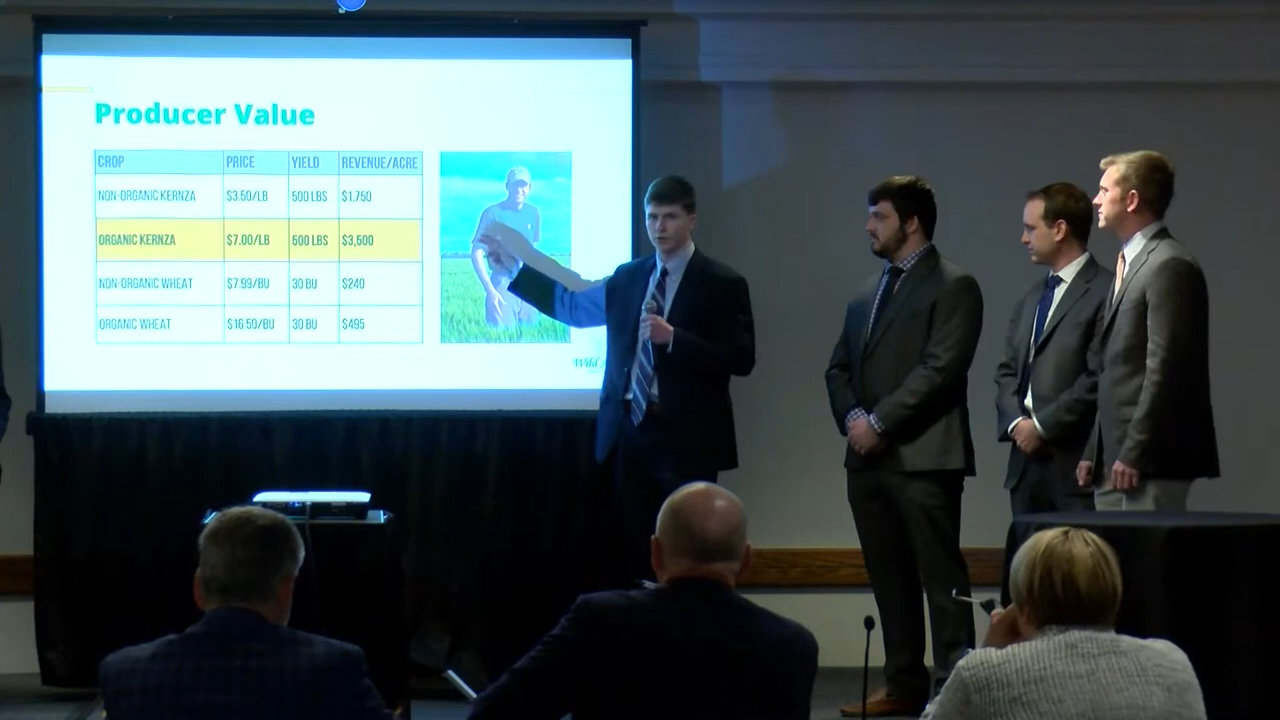 Producer Value
CROP PRICE YIELD REVENUE/ACRE
NON-ORGANIC KERNZA $3.50/LB 500 LBS $1,750
ORGANIC KERNZA $7.00/LB 500 LBS $3,500
NON-ORGANIC WHEAT $7.99/BU 30 BU $240
ORGANIC WHEAT $16.50/BU 30 BU $495
Wild